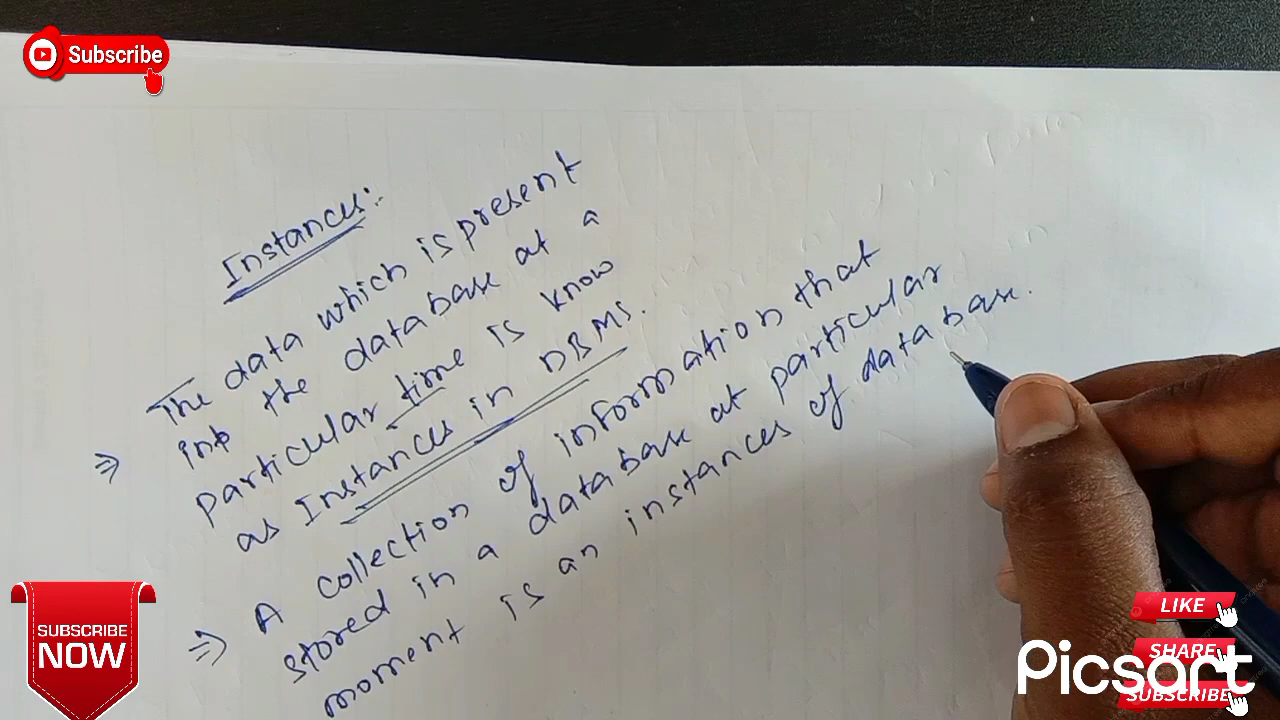 Subscribe
Instances:-
⇒ The data which is present
into the database at a
particular time is know
as Instances in DBMS.
⇒ A collection of information that
stored in a database at particular
moment is an instances of database.
SUBSCRIBE
NOW
LIKE
SHARE
SUBSCRIBE
Picsart